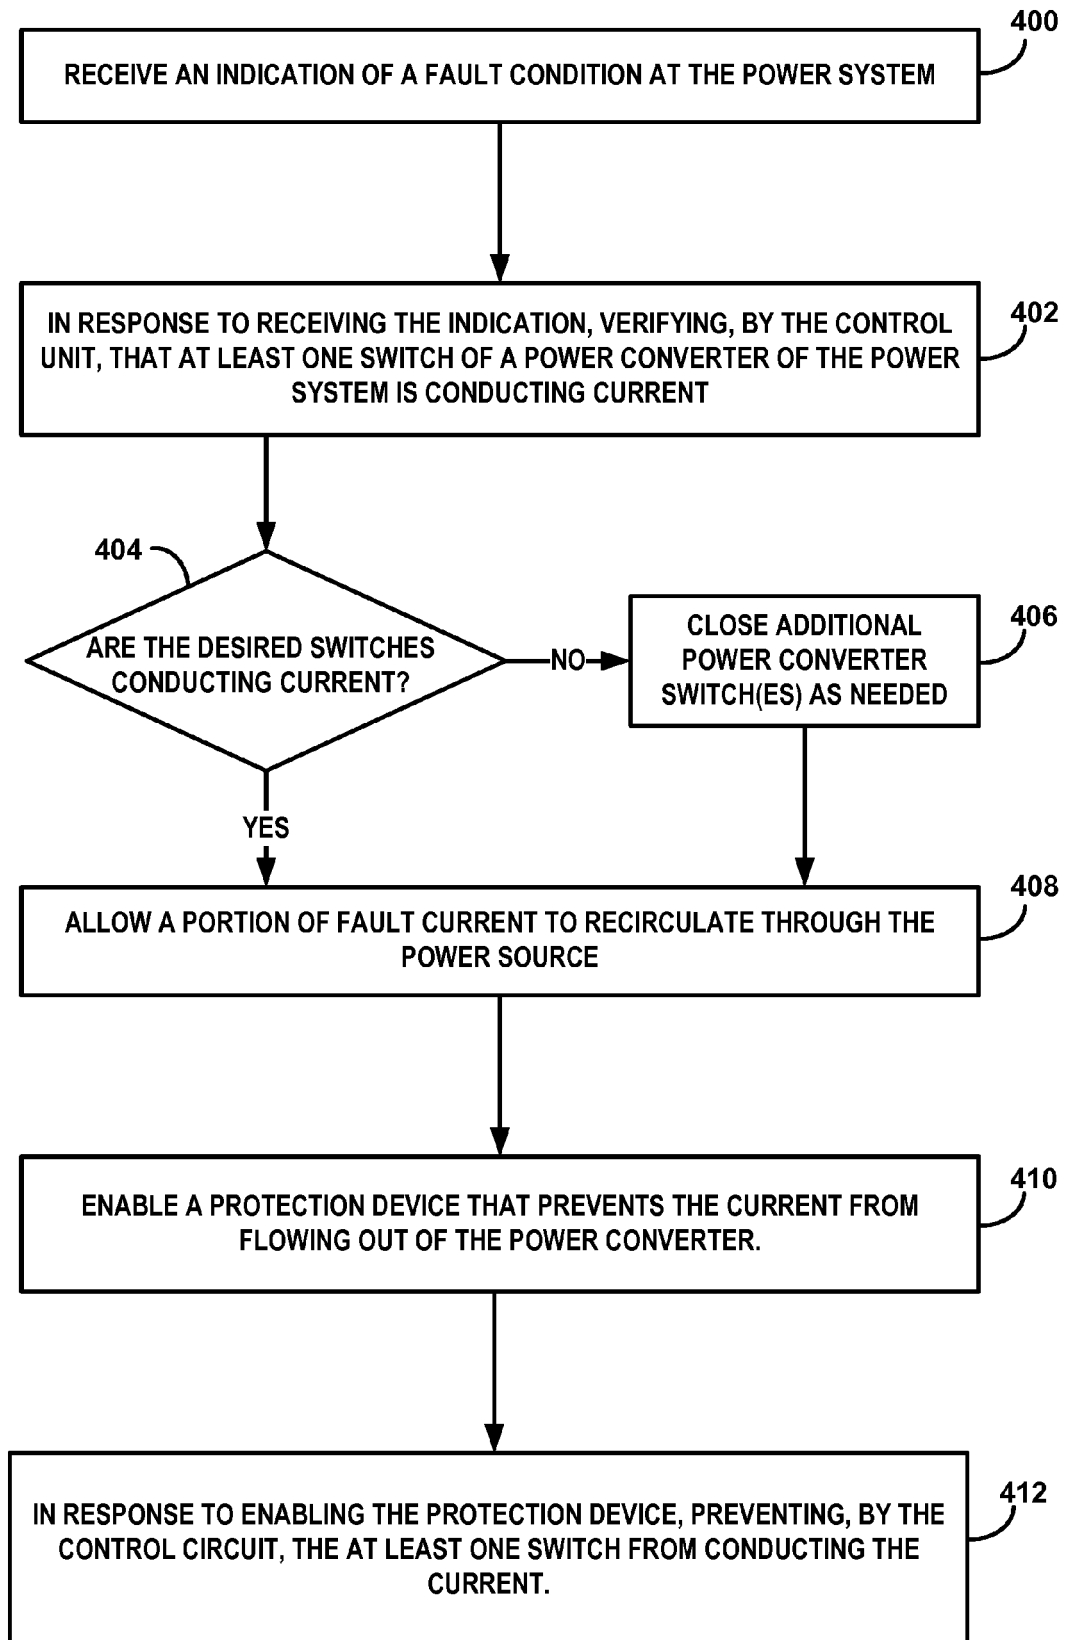 400
RECEIVE AN INDICATION OF A FAULT CONDITION AT THE POWER SYSTEM
402
IN RESPONSE TO RECEIVING THE INDICATION, VERIFYING, BY THE CONTROL
UNIT, THAT AT LEAST ONE SWITCH OF A POWER CONVERTER OF THE POWER
SYSTEM IS CONDUCTING CURRENT
404
ARE THE DESIRED SWITCHES
CONDUCTING CURRENT?
NO
406
CLOSE ADDITIONAL
POWER CONVERTER
SWITCH(ES) AS NEEDED
YES
408
ALLOW A PORTION OF FAULT CURRENT TO RECIRCULATE THROUGH THE
POWER SOURCE
410
ENABLE A PROTECTION DEVICE THAT PREVENTS THE CURRENT FROM
FLOWING OUT OF THE POWER CONVERTER.
412
IN RESPONSE TO ENABLING THE PROTECTION DEVICE, PREVENTING, BY THE
CONTROL CIRCUIT, THE AT LEAST ONE SWITCH FROM CONDUCTING THE
CURRENT.